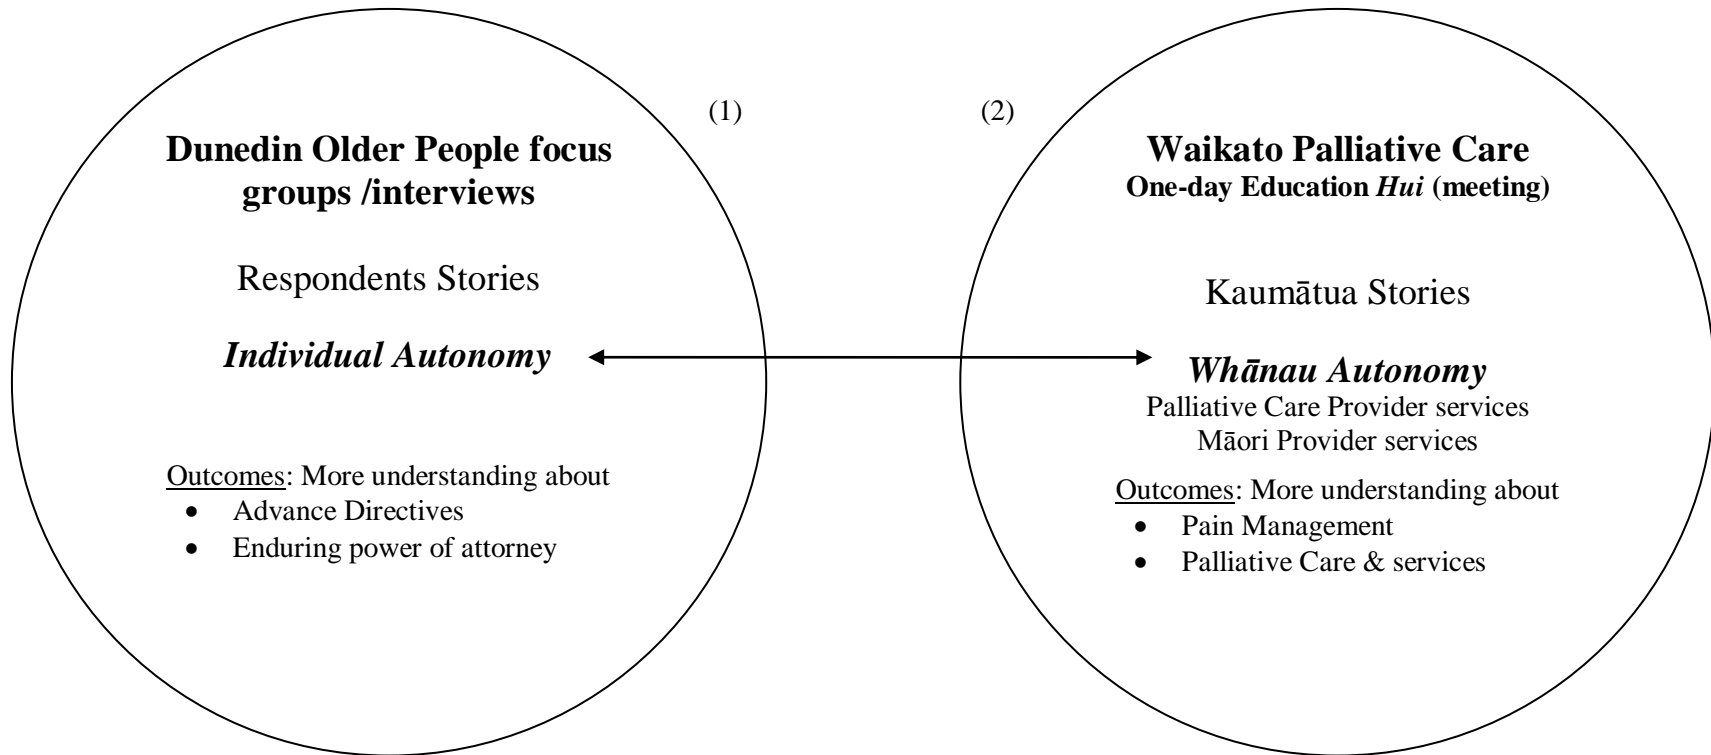 (1)
Dunedin Older People focus
groups /interviews
Respondents Stories
Individual Autonomy
Outcomes: More understanding about
• Advance Directives
• Enduring power of attorney
(2)
Waikato Palliative Care
One-day Education Hui (meeting)
Kaumātua Stories
Whānau Autonomy
Palliative Care Provider services
Māori Provider services
Outcomes: More understanding about
• Pain Management
• Palliative Care & services